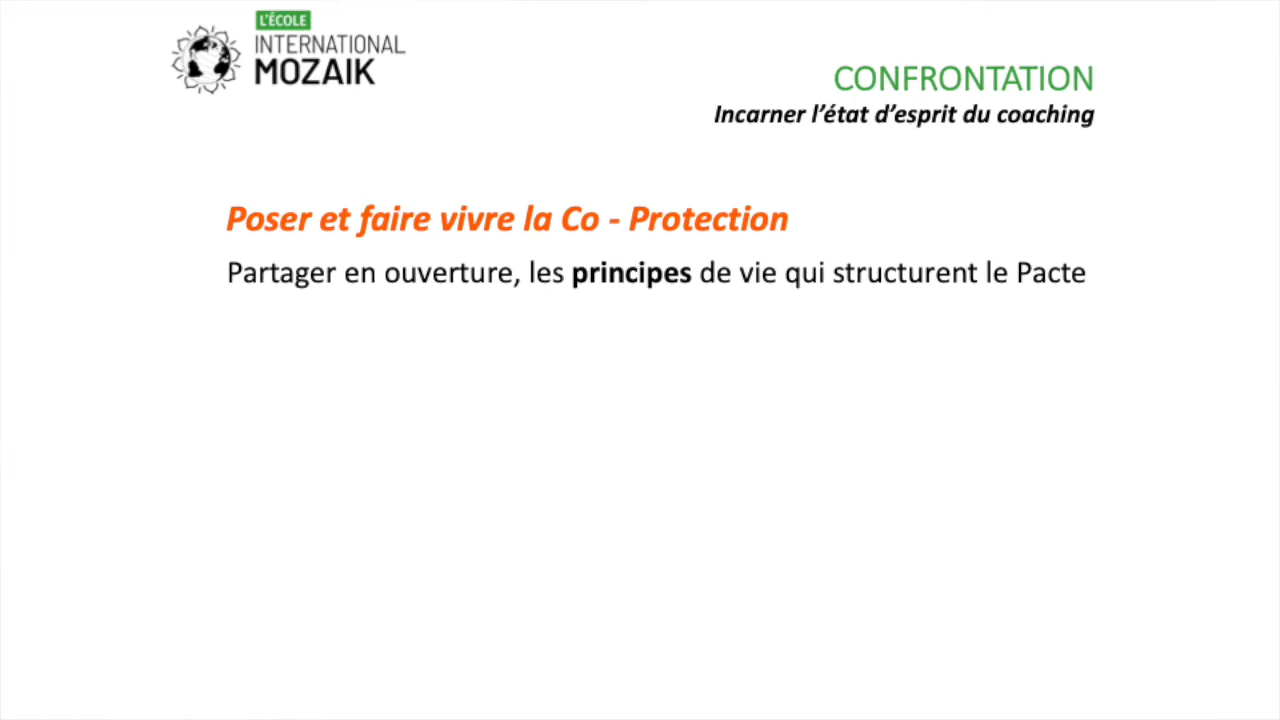 L'ÉCOLE
INTERNATIONAL
MOZAIK
CONFRONTATION
Incarner l’état d’esprit du coaching
Poser et faire vivre la Co - Protection
Partager en ouverture, les principes de vie qui structurent le Pacte